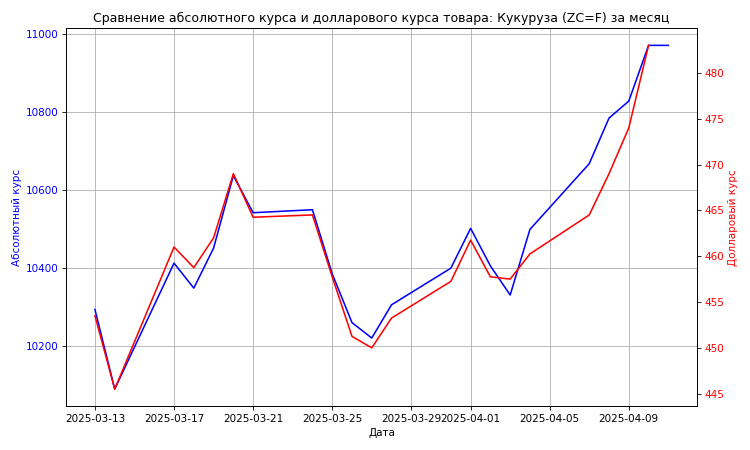 Сравнение абсолютного курса и долларового курса товара: Кукуруза (ZC=F) за месяц
11000
10800
10600
10400
10200
Абсолютный курс
480
475
470
465
460
455
450
445
Долларовый курс
2025-03-13 2025-03-17 2025-03-21 2025-03-25 2025-03-29 2025-04-01 2025-04-05 2025-04-09
Дата